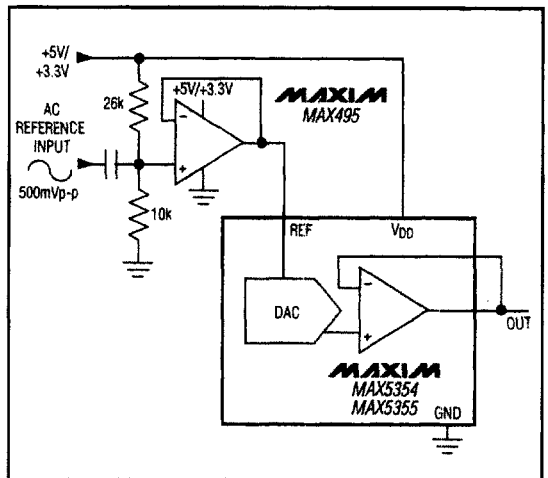 +5V/
+3.3V
26k
+5V/+3.3V
MAXIM
MAX495
AC
REFERENCE
INPUT
500mVp-p
-
+
10k
REF
VDD
DAC
-
+
OUT
MAXIM
MAX5354
MAX5355
GND